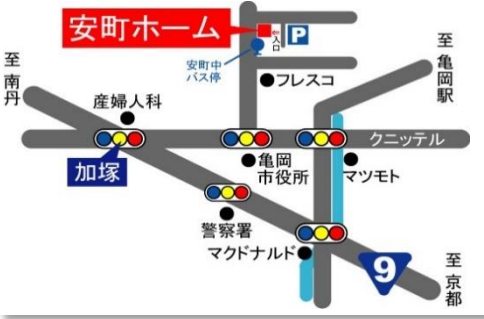 安町ホーム
入口
P
安町中
バス停
至
亀岡駅
至
南丹
フレスコ
産婦人科
クニッテル
加塚
亀岡
市役所
マツモト
警察署
マクドナルド
9
至
京都